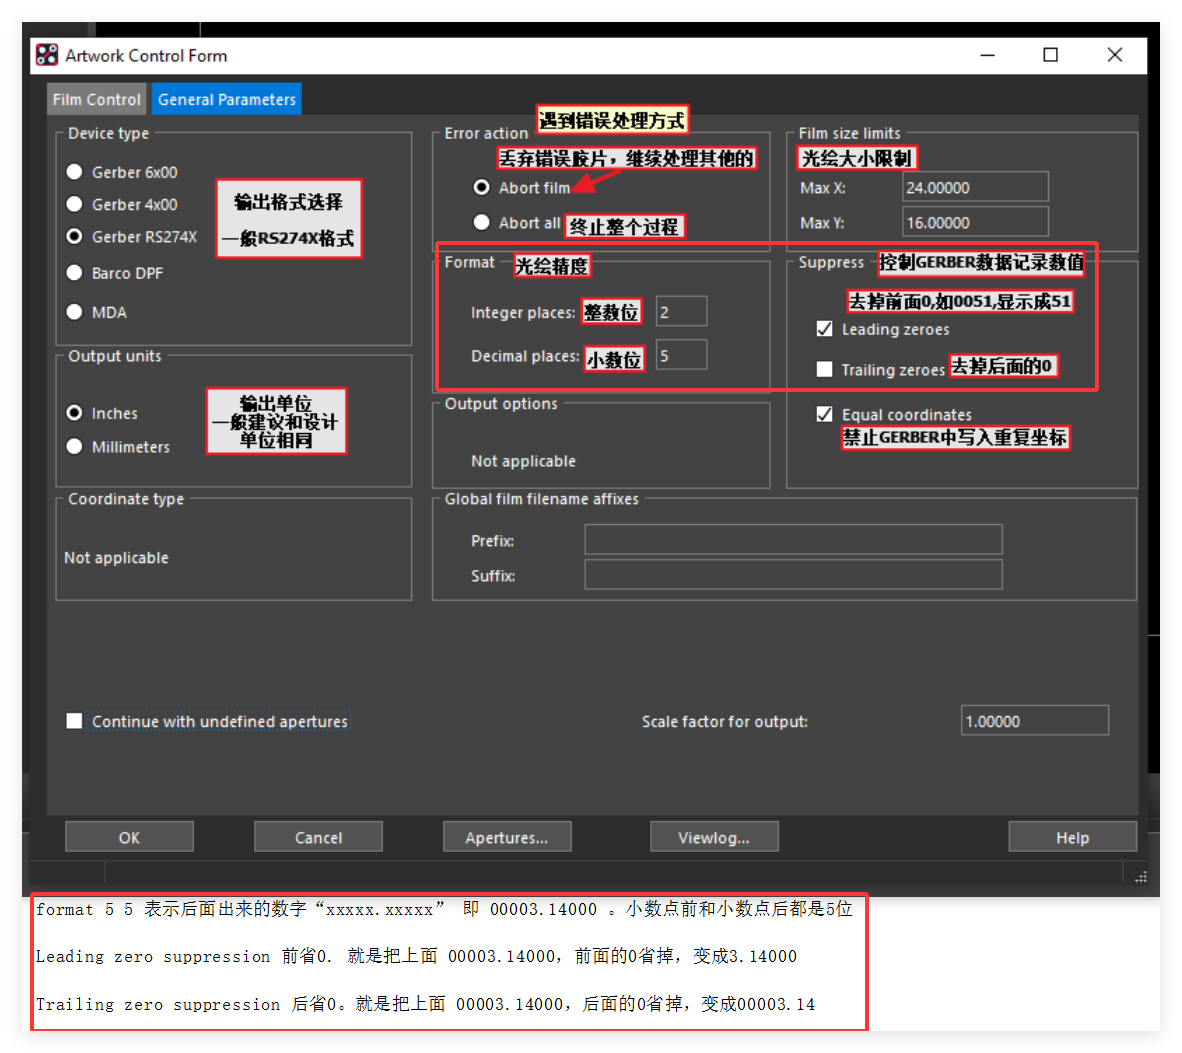 Artwork Control Form
Film Control
General Parameters
Device type
Gerber 6x00
Gerber 4x00
Gerber RS274X
Barco DPF
MDA
输出格式选择
一般RS274X格式
Error action
遇到错误处理方式
丢弃错误胶片，继续处理其他的
Abort film
Abort all
终止整个过程
Film size limits
光绘大小限制
Max X:
24.00000
Max Y:
16.00000
Format
光绘精度
Integer places:
整数位
2
Decimal places:
小数位
5
Suppress
控制GERBER数据记录数值
去掉前面0,如0051,显示成51
Leading zeroes
Trailing zeroes
去掉后面的0
Equal coordinates
禁止GERBER中写入重复坐标
Output units
Inches
Millimeters
输出单位
一般建议和设计
单位相同
Output options
Not applicable
Coordinate type
Not applicable
Global film filename affixes
Prefix:
Suffix:
Continue with undefined apertures
Scale factor for output:
1.00000
OK
Cancel
Apertures...
Viewlog...
Help
format 5 5 表示后面出来的数字“xxxxx.xxxxx” 即 00003.14000 。小数点前和小数点后都是5位
Leading zero suppression 前省0. 就是把上面 00003.14000，前面的0省掉，变成3.14000
Trailing zero suppression 后省0。就是把上面 00003.14000，后面的0省掉，变成00003.14